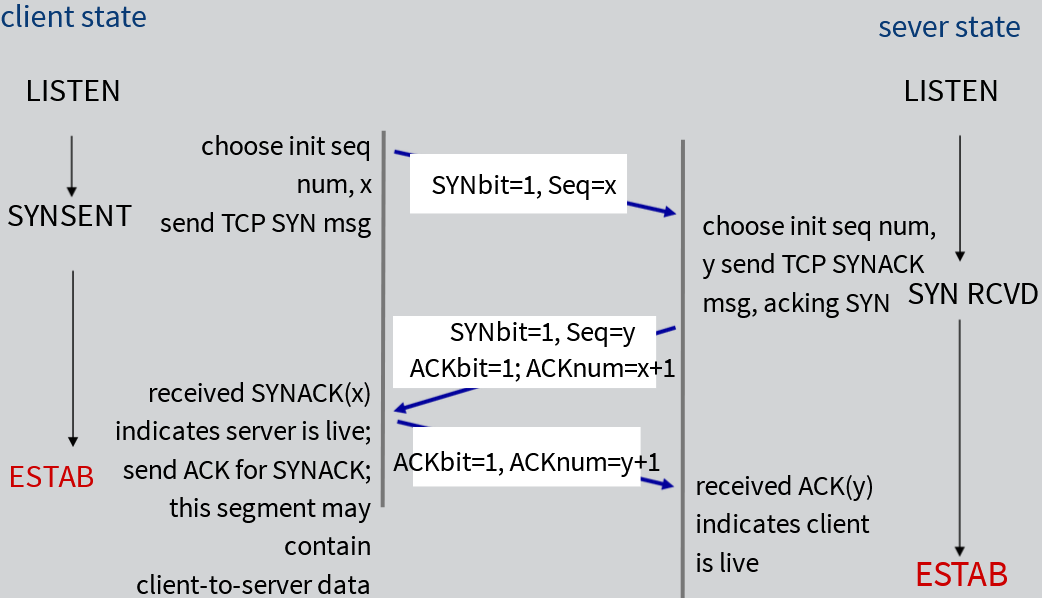 client state
sever state
LISTEN
LISTEN
choose init seq
num, x
send TCP SYN msg
SYNbit=1, Seq=x
SYNSENT
choose init seq num,
y send TCP SYNACK
msg, acking SYN
SYN RCVD
SYNbit=1, Seq=y
ACKbit=1; ACKnum=x+1
received SYNACK(x)
indicates server is live;
send ACK for SYNACK;
this segment may
contain
client-to-server data
ESTAB
ACKbit=1, ACKnum=y+1
received ACK(y)
indicates client
is live
ESTAB